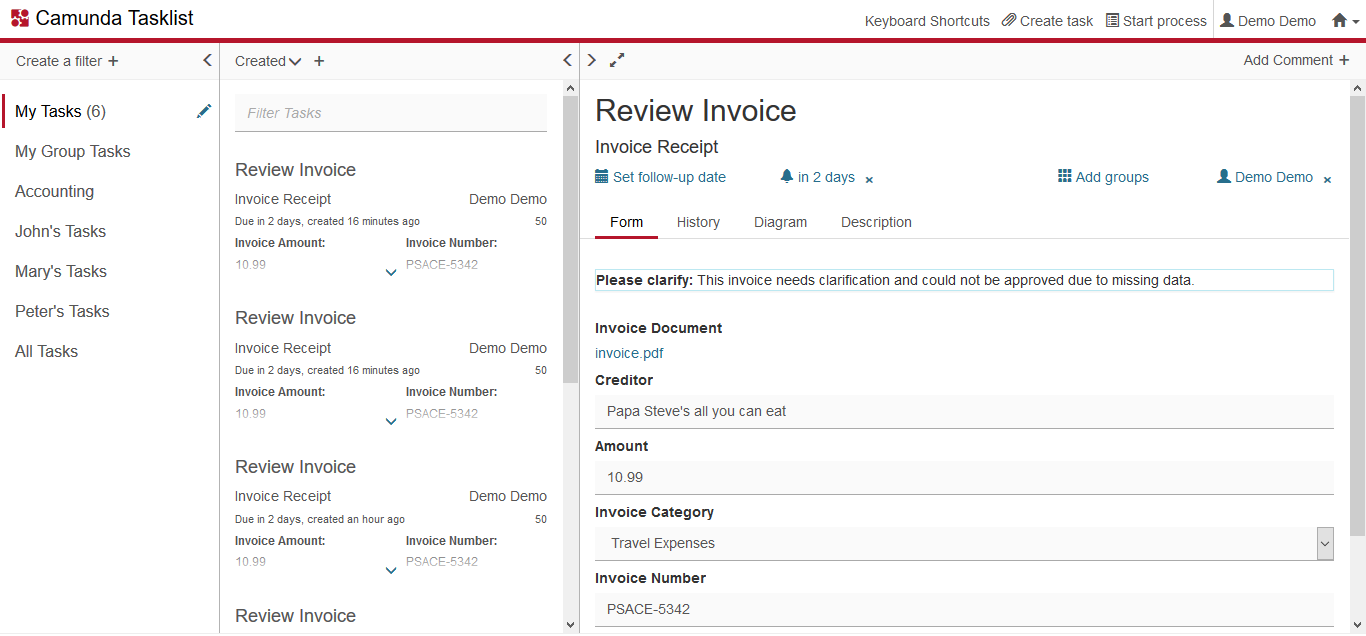 Camunda Tasklist
Keyboard Shortcuts Create task Start process Demo Demo
Create a filter +
My Tasks (6)
My Group Tasks
Accounting
John's Tasks
Mary's Tasks
Peter's Tasks
All Tasks
Created +
Filter Tasks
Review Invoice
Invoice Receipt Demo Demo
Due in 2 days, created 16 minutes ago 50
Invoice Amount: Invoice Number:
10.99 PSACE-5342
Review Invoice
Invoice Receipt Demo Demo
Due in 2 days, created 16 minutes ago 50
Invoice Amount: Invoice Number:
10.99 PSACE-5342
Review Invoice
Invoice Receipt Demo Demo
Due in 2 days, created an hour ago 50
Invoice Amount: Invoice Number:
10.99 PSACE-5342
Review Invoice
Add Comment +
Review Invoice
Invoice Receipt
Set follow-up date in 2 days × Add groups Demo Demo ×
Form History Diagram Description
Please clarify: This invoice needs clarification and could not be approved due to missing data.
Invoice Document
invoice.pdf
Creditor
Papa Steve's all you can eat
Amount
10.99
Invoice Category
Travel Expenses
Invoice Number
PSACE-5342